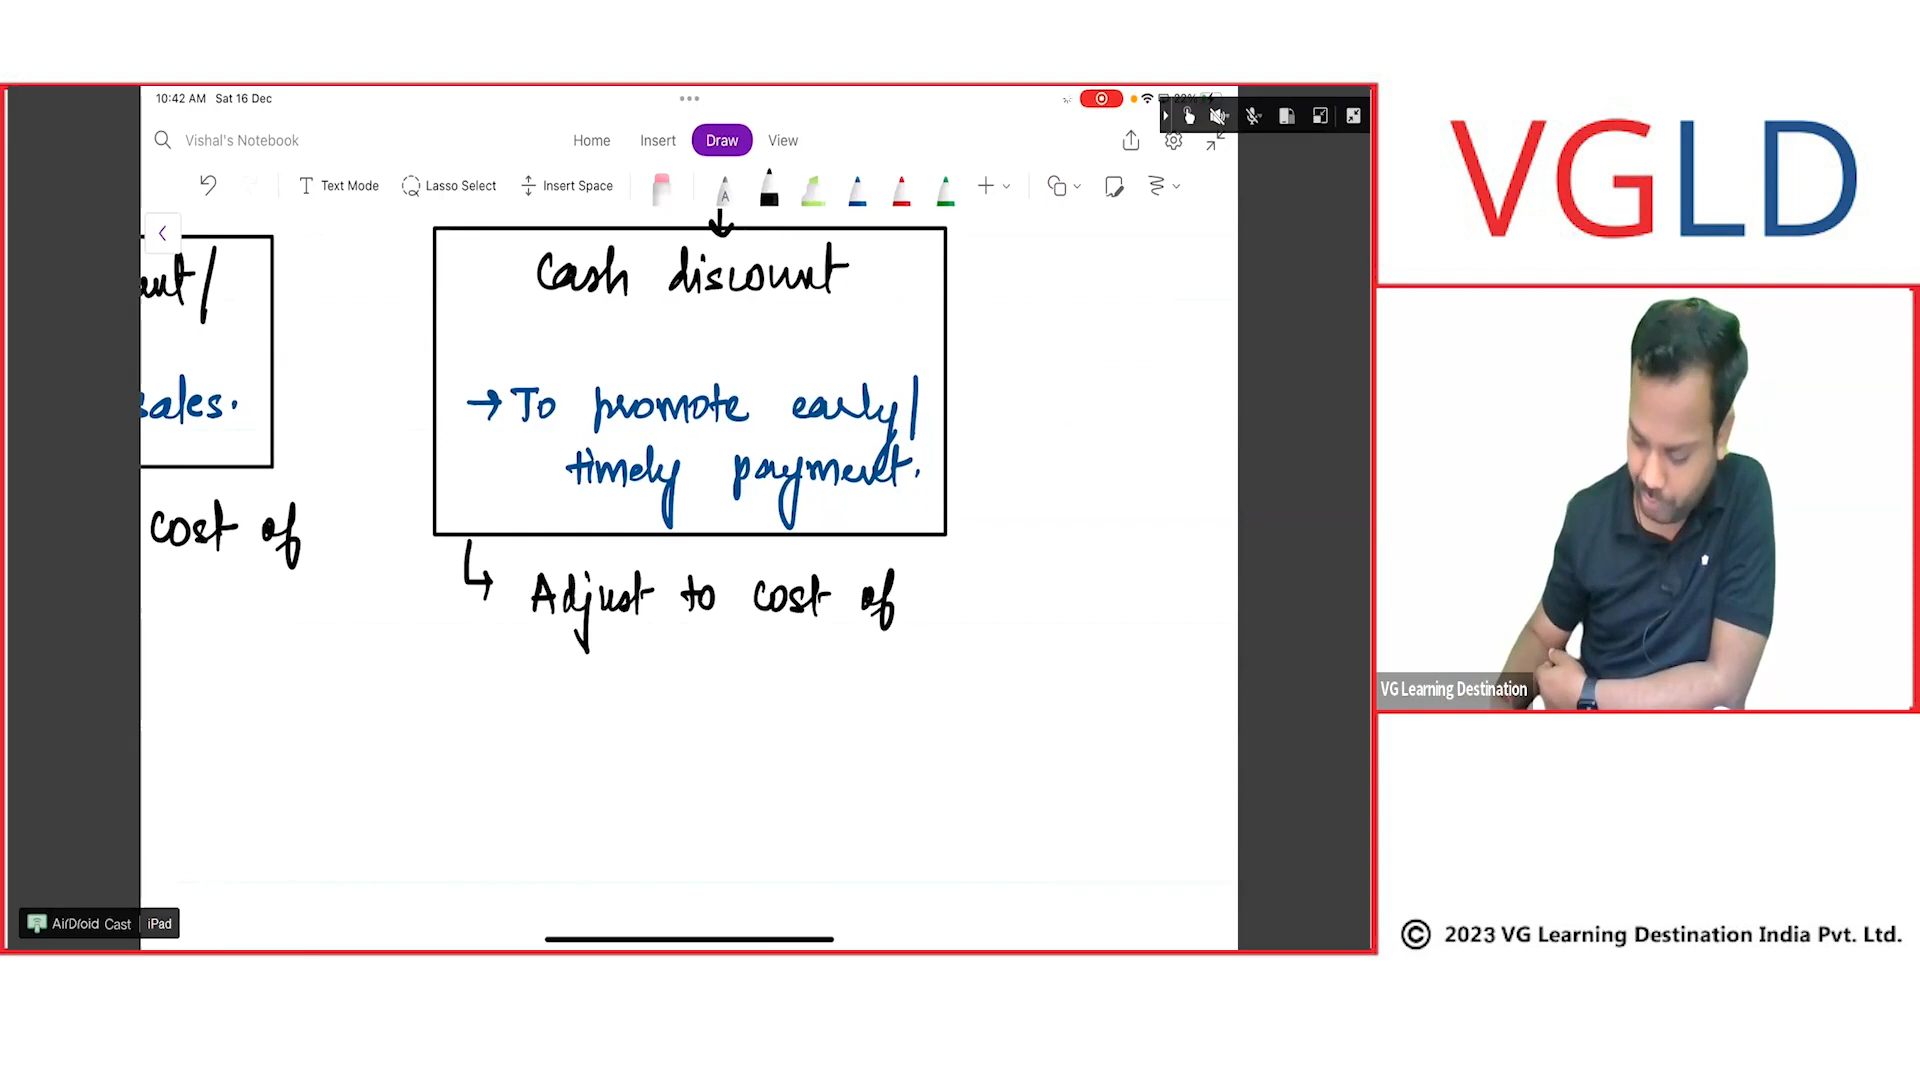 10:42 AM Sat 16 Dec
22%
Vishal's Notebook
Home Insert Draw View
Text Mode Lasso Select Insert Space
A
Cash discount
→ To promote early/
timely payment.
sales.
cost of
↳ Adjust to cost of
AirDroid Cast iPad
VGLD
VG Learning Destination
© 2023 VG Learning Destination India Pvt. Ltd.